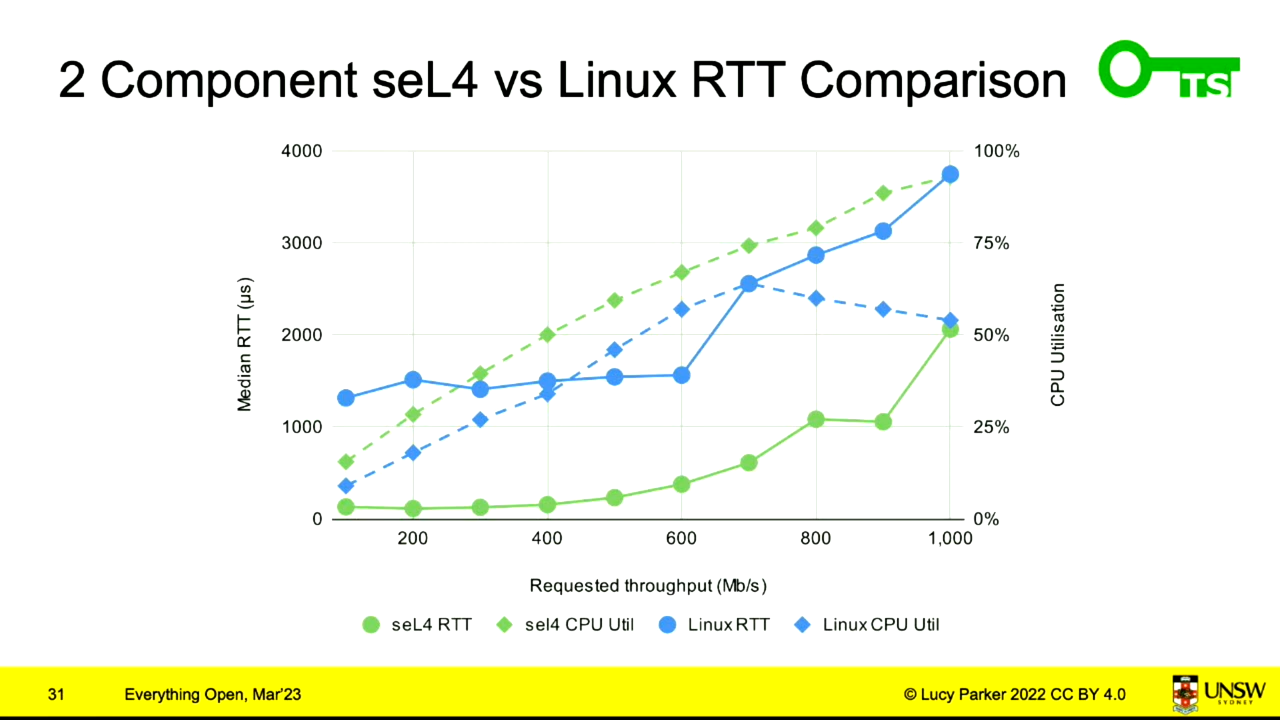 2 Component seL4 vs Linux RTT Comparison
TS
4000
3000
2000
1000
0
Median RTT (µs)
100%
75%
50%
25%
0%
CPU Utilisation
200 400 600 800 1,000
Requested throughput (Mb/s)
seL4 RTT sel4 CPU Util Linux RTT Linux CPU Util
31 Everything Open, Mar'23 © Lucy Parker 2022 CC BY 4.0
UNSW
SYDNEY